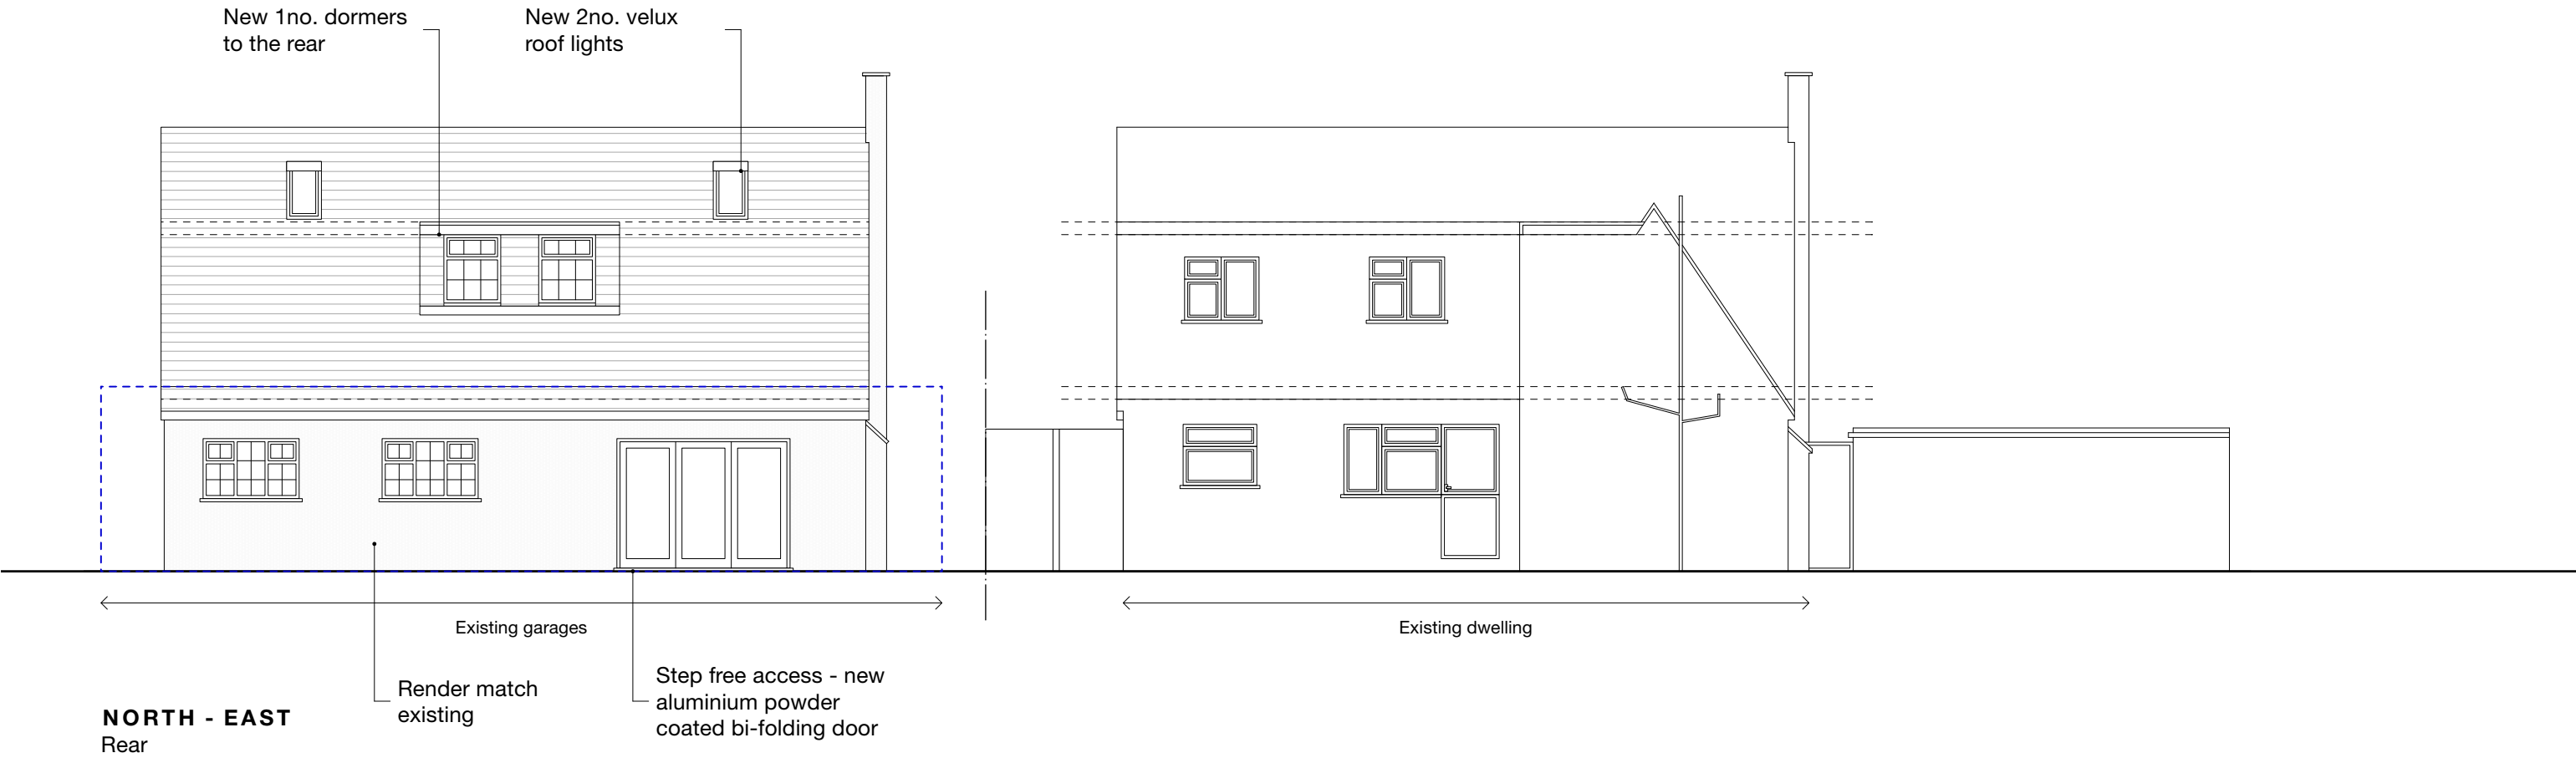 New 1no. dormers
to the rear
New 2no. velux
roof lights
Existing garages
Existing dwelling
Render match
existing
Step free access - new
aluminium powder
coated bi-folding door
NORTH - EAST
Rear